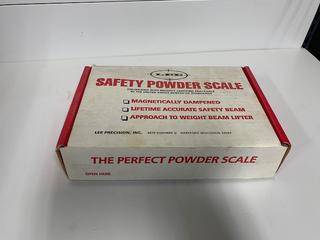 LEE
SAFETY POWDER SCALE
MAGNETICALLY DAMPENED
LIFETIME ACCURATE SAFETY BEAM
APPROACH TO WEIGHT BEAM LIFTER
LEE PRECISION, INC.
THE PERFECT POWDER SCALE
OPEN HERE